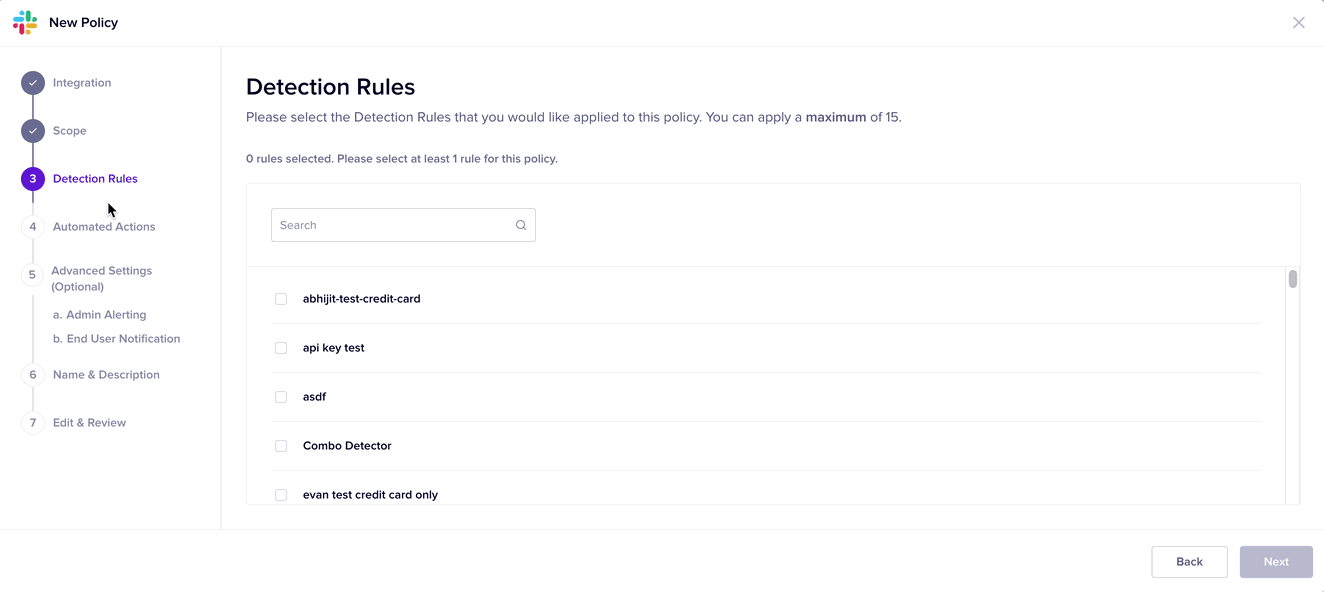 New Policy
Integration
Scope
3 Detection Rules
4 Automated Actions
5 Advanced Settings
(Optional)
a. Admin Alerting
b. End User Notification
6 Name & Description
7 Edit & Review
Detection Rules
Please select the Detection Rules that you would like applied to this policy. You can apply a maximum of 15.
0 rules selected. Please select at least 1 rule for this policy.
Search
abhijit-test-credit-card
api key test
asdf
Combo Detector
evan test credit card only
Back
Next